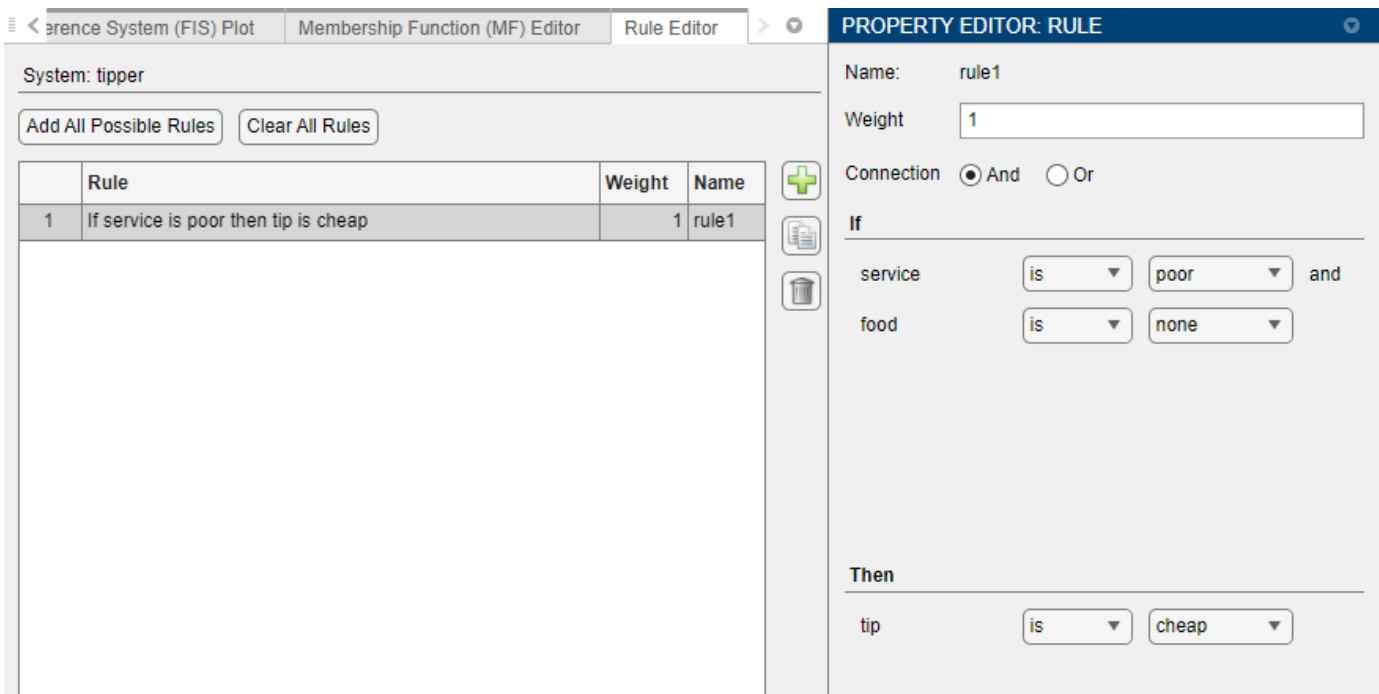 erence System (FIS) Plot
Membership Function (MF) Editor
Rule Editor
System: tipper
Add All Possible Rules
Clear All Rules
Rule Weight Name
1 If service is poor then tip is cheap 1 rule1
PROPERTY EDITOR: RULE
Name: rule1
Weight 1
Connection And Or
If
service is poor and
food is none
Then
tip is cheap